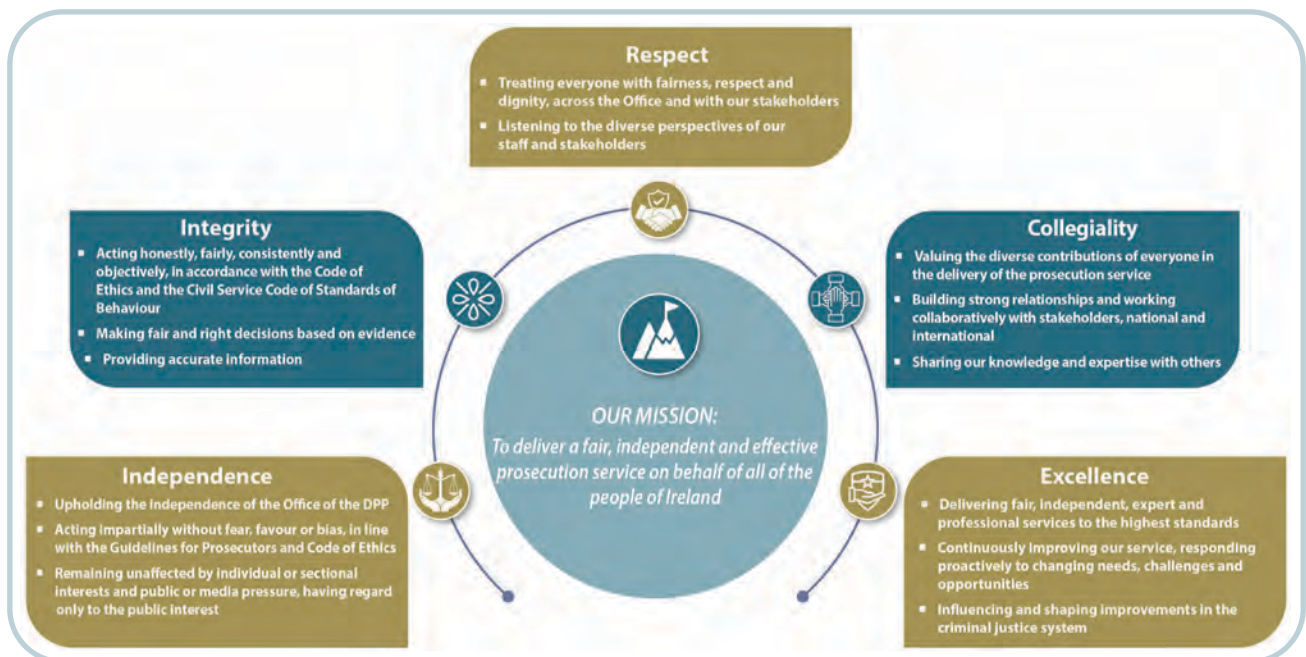 Respect
Treating everyone with fairness, respect and
dignity, across the Office and with our stakeholders
Listening to the diverse perspectives of our
staff and stakeholders
Integrity
Acting honestly, fairly, consistently and
objectively, in accordance with the Code of
Ethics and the Civil Service Code of Standards of
Behaviour
Making fair and right decisions based on evidence
Providing accurate information
Collegiality
Valuing the diverse contributions of everyone in
the delivery of the prosecution service
Building strong relationships and working
collaboratively with stakeholders, national and
international
Sharing our knowledge and expertise with others
OUR MISSION:
To deliver a fair, independent and effective
prosecution service on behalf of all of the
people of Ireland
Independence
Upholding the independence of the Office of the DPP
Acting impartially without fear, favour or bias, in line
with the Guidelines for Prosecutors and Code of Ethics
Remaining unaffected by individual or sectional
interests and public or media pressure, having regard
only to the public interest
Excellence
Delivering fair, independent, expert and
professional services to the highest standards
Continuously improving our service, responding
proactively to changing needs, challenges and
opportunities
Influencing and shaping improvements in the
criminal justice system